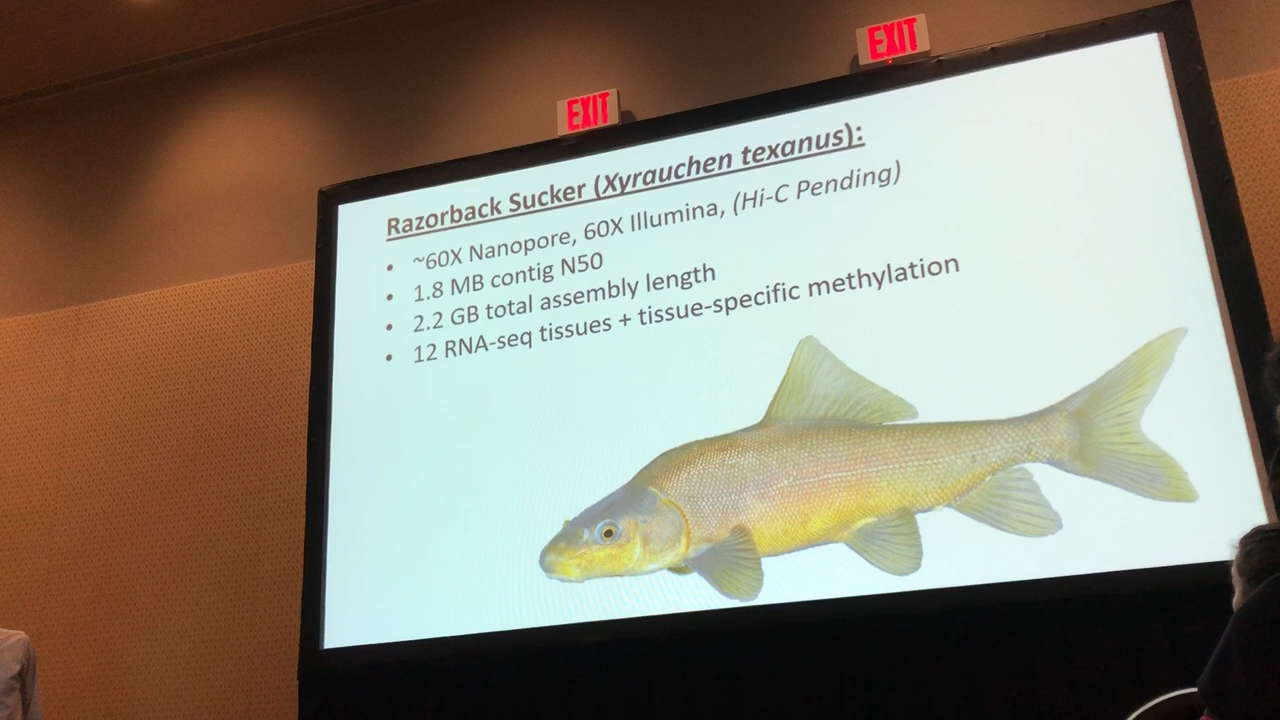 EXIT
EXIT
Razorback Sucker (Xyrauchen texanus):
• ~60X Nanopore, 60X Illumina, (Hi-C Pending)
• 1.8 MB contig N50
• 2.2 GB total assembly length
• 12 RNA-seq tissues + tissue-specific methylation